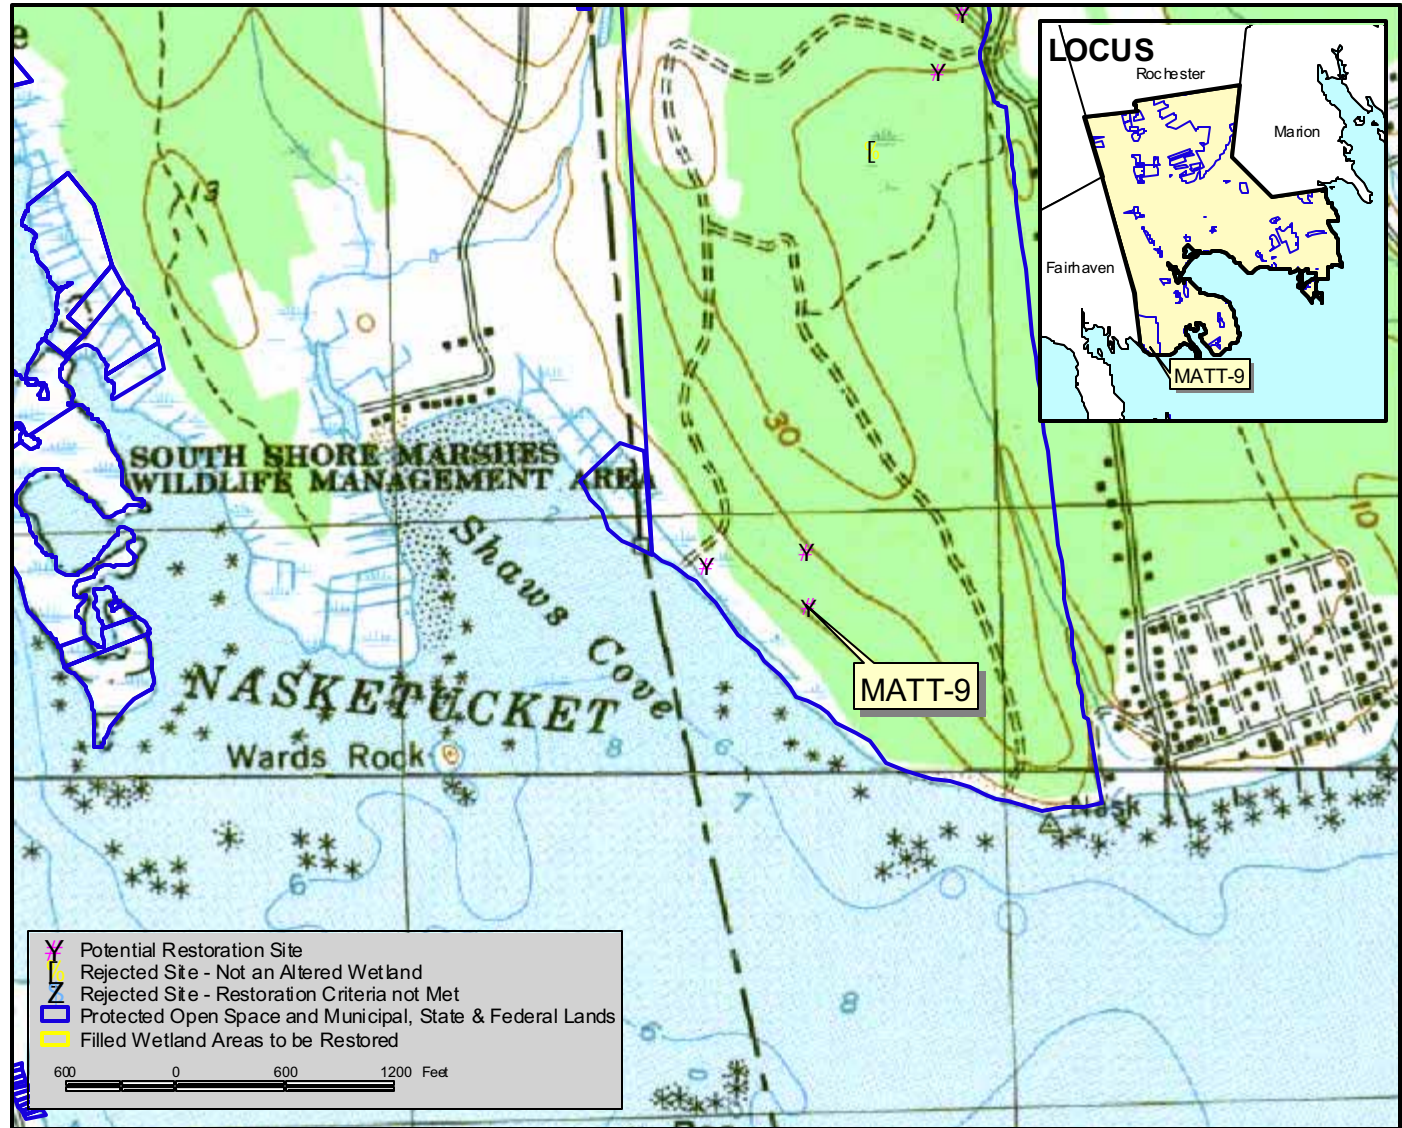 e
LOCUS
Rochester
Marion
Fairhaven
MATT-9
13
30
10
SOUTH SHORE MARSHES
WILDLIFE MANAGEMENT AREA
2
Shaws Cove
MATT-9
NASKETUCKET
Wards Rock
8
6
7
6
8
6
0
Y Potential Restoration Site
Rejected Site - Not an Altered Wetland
Z Rejected Site - Restoration Criteria not Met
Protected Open Space and Municipal, State & Federal Lands
Filled Wetland Areas to be Restored
600 0 600 1200 Feet